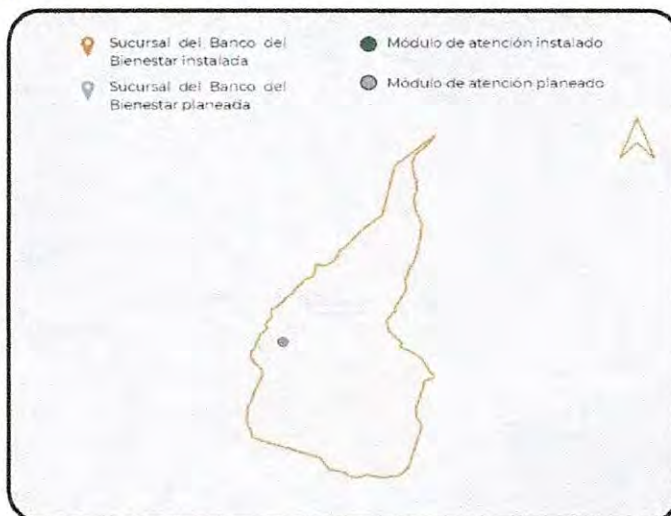 Sucursal del Banco del
Bienestar instalada
Sucursal del Banco del
Bienestar planeada
Módulo de atención instalado
Módulo de atención planeado